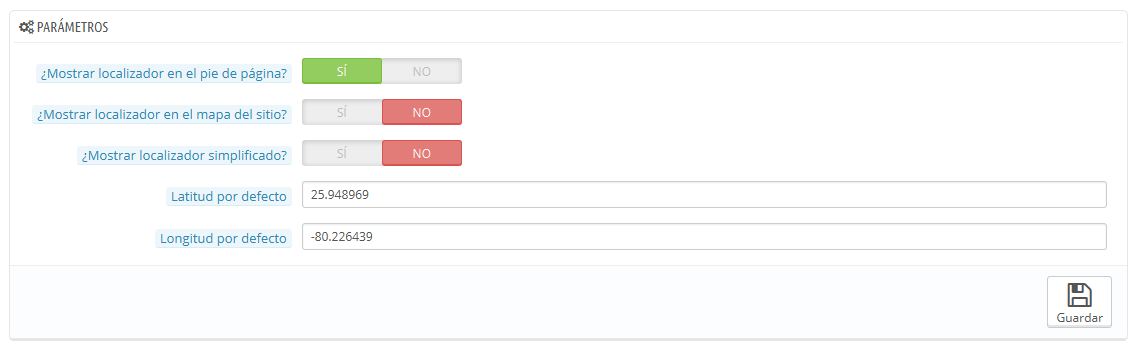 PARÁMETROS
¿Mostrar localizador en el pie de página? SÍ NO
¿Mostrar localizador en el mapa del sitio? SÍ NO
¿Mostrar localizador simplificado? SÍ NO
Latitud por defecto 25.948969
Longitud por defecto -80.226439
Guardar